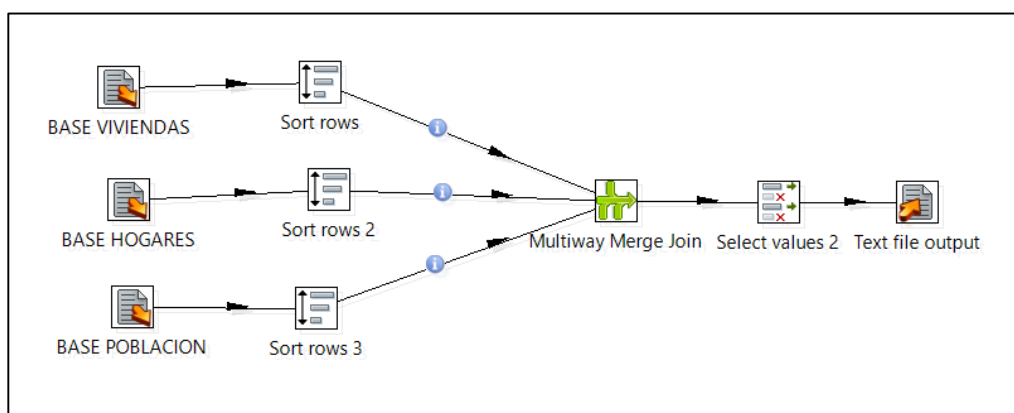 BASE VIVIENDAS
Sort rows
BASE HOGARES
Sort rows 2
Multiway Merge Join
Select values 2
Text file output
BASE POBLACION
Sort rows 3